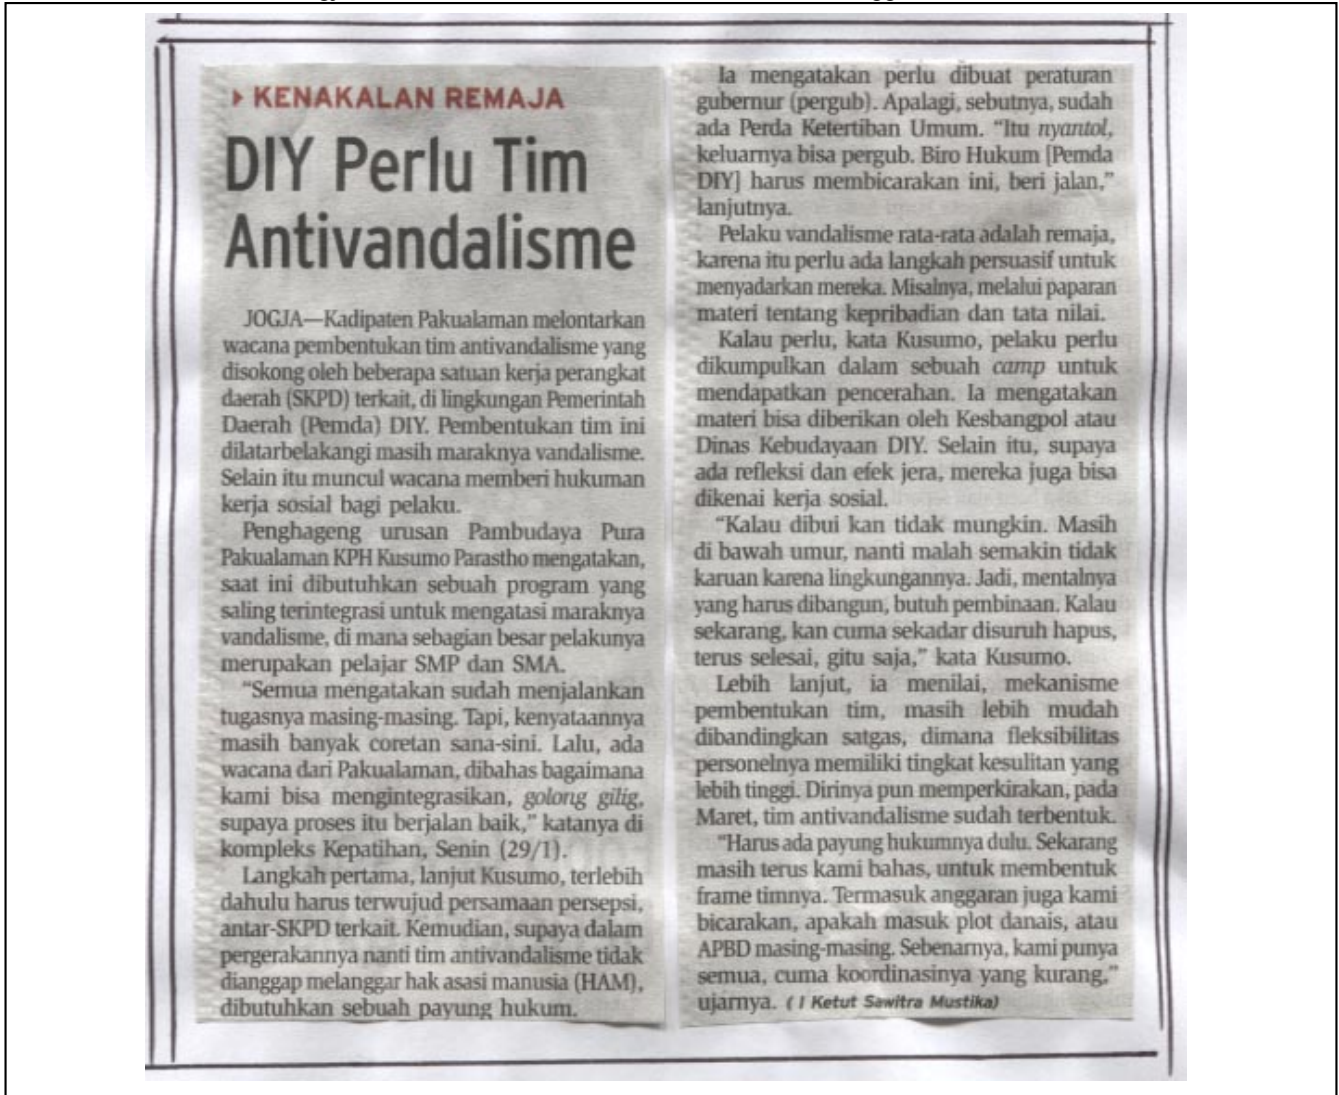 KENAKALAN REMAJA
DIY Perlu Tim
Antivandalisme
JOGJA—Kadipaten Pakualaman melontarkan
wacana pembentukan tim antivandalisme yang
disokong oleh beberapa satuan kerja perangkat
daerah (SKPD) terkait, di lingkungan Pemerintah
Daerah (Pemda) DIY. Pembentukan tim ini
dilatarbelakangi masih maraknya vandalisme.
Selain itu muncul wacana memberi hukuman
kerja sosial bagi pelaku.
Penghageng urusan Pambudaya Pura
Pakualaman KPH Kusumo Parastho mengatakan,
saat ini dibutuhkan sebuah program yang
saling terintegrasi untuk mengatasi maraknya
vandalisme, di mana sebagian besar pelakunya
merupakan pelajar SMP dan SMA.
“Semua mengatakan sudah menjalankan
tugasnya masing-masing. Tapi, kenyataannya
masih banyak coretan sana-sini. Lalu, ada
wacana dari Pakualaman, dibahas bagaimana
kami bisa mengintegrasikan, golong gilig,
supaya proses itu berjalan baik,” katanya di
kompleks Kepatihan, Senin (29/1).
Langkah pertama, lanjut Kusumo, terlebih
dahulu harus terwujud persamaan persepsi,
antar-SKPD terkait. Kemudian, supaya dalam
pergerakannya nanti tim antivandalisme tidak
dianggap melanggar hak asasi manusia (HAM),
dibutuhkan sebuah payung hukum.
Ia mengatakan perlu dibuat peraturan
gubernur (pergub). Apalagi, sebutnya, sudah
ada Perda Ketertiban Umum. “Itu nyantol,
keluarnya bisa pergub. Biro Hukum [Pemda
DIY] harus membicarakan ini, beri jalan,”
lanjutnya.
Pelaku vandalisme rata-rata adalah remaja,
karena itu perlu ada langkah persuasif untuk
menyadarkan mereka. Misalnya, melalui paparan
materi tentang kepribadian dan tata nilai.
Kalau perlu, kata Kusumo, pelaku perlu
dikumpulkan dalam sebuah camp untuk
mendapatkan pencerahan. Ia mengatakan
materi bisa diberikan oleh Kesbangpol atau
Dinas Kebudayaan DIY. Selain itu, supaya
ada refleksi dan efek jera, mereka juga bisa
dikenai kerja sosial.
“Kalau dibui kan tidak mungkin. Masih
di bawah umur, nanti malah semakin tidak
karuan karena lingkungannya. Jadi, mentalnya
yang harus dibangun, butuh pembinaan. Kalau
sekarang, kan cuma sekadar disuruh hapus,
terus selesai, gitu saja,” kata Kusumo.
Lebih lanjut, ia menilai, mekanisme
pembentukan tim, masih lebih mudah
dibandingkan satgas, dimana fleksibilitas
personelnya memiliki tingkat kesulitan yang
lebih tinggi. Dirinya pun memperkirakan, pada
Maret, tim antivandalisme sudah terbentuk.
“Harus ada payung hukumnya dulu. Sekarang
masih terus kami bahas, untuk membentuk
frame timnya. Termasuk anggaran juga kami
bicarakan, apakah masuk plot danais, atau
APBD masing-masing. Sebenarnya, kami punya
semua, cuma koordinasinya yang kurang,”
ujarnya. (I Ketut Sawitra Mustika)